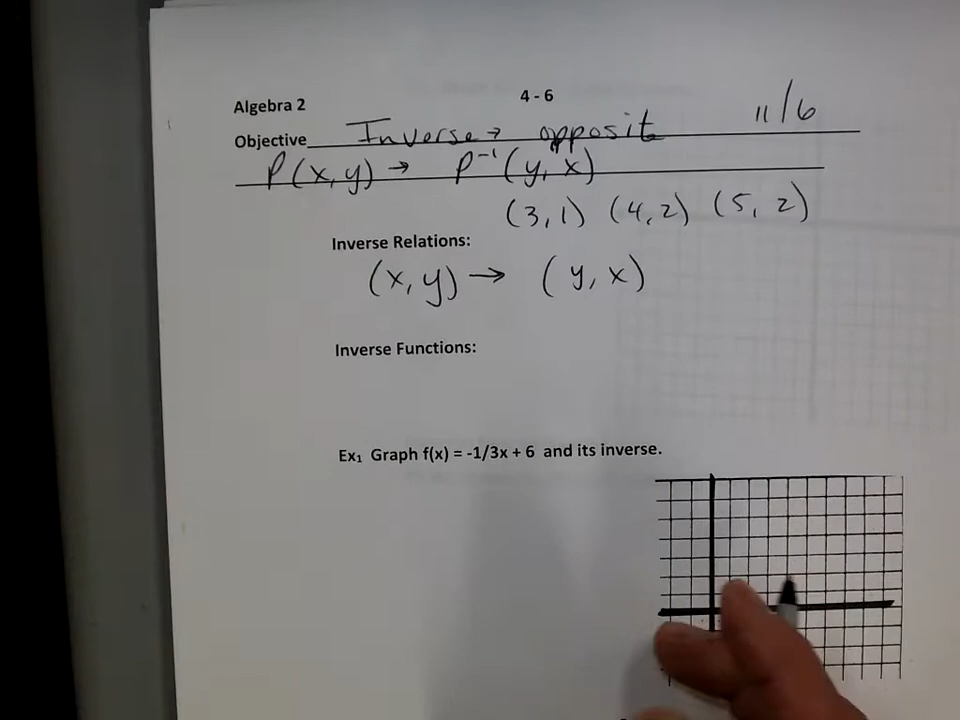 Algebra 2 4 - 6 11/6
Objective Inverse → opposit
P(x,y) → P⁻¹(y,x)
(3,1) (4,2) (5,2)
Inverse Relations:
(x,y) → (y,x)
Inverse Functions:
Ex₁ Graph f(x) = -1/3x + 6 and its inverse.